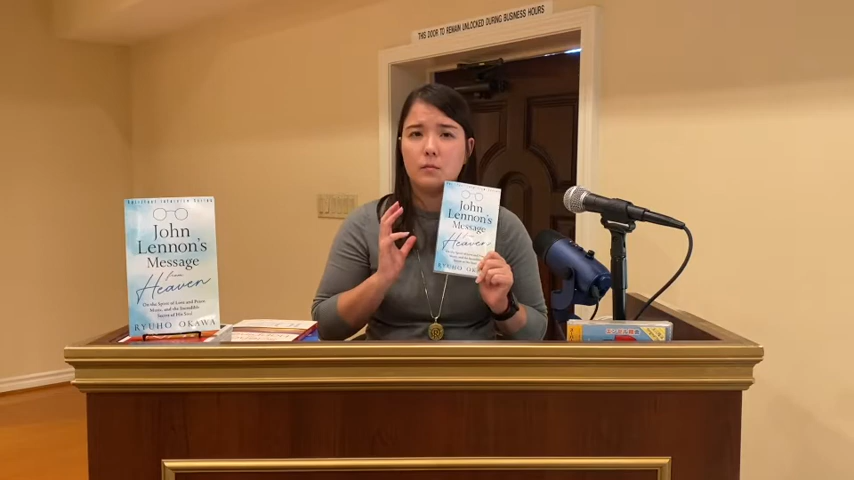 THIS DOOR TO REMAIN UNLOCKED DURING BUSINESS HOURS
Spiritual Interview Series
John
Lennon's
Message
from
Heaven
On the Spirit of Love and Peace,
Music, and the Incredible
Secret of His Soul
RYUHO OKAWA
John
Lennon's
Message
from
Heaven
RYUHO OKA